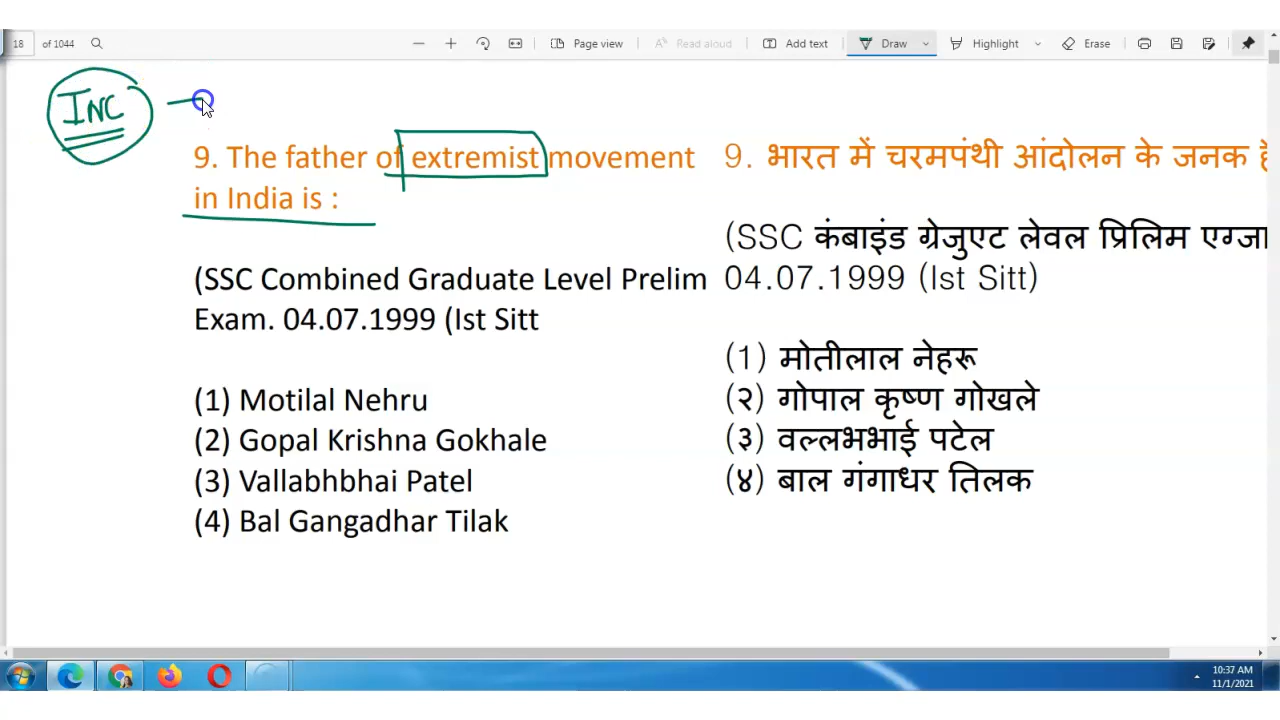 18 of 1044
Page view
Read aloud
Add text
Draw
Highlight
Erase
INC
9. The father of extremist movement
in India is :
(SSC Combined Graduate Level Prelim
Exam. 04.07.1999 (Ist Sitt
(1) Motilal Nehru
(2) Gopal Krishna Gokhale
(3) Vallabhbhai Patel
(4) Bal Gangadhar Tilak
9. भारत में चरमपंथी आंदोलन के जनक
(SSC कंबाइंड ग्रेजुएट लेवल प्रिलिम एग्जा
04.07.1999 (Ist Sitt)
(1) मोतीलाल नेहरू
(२) गोपाल कृष्ण गोखले
(३) वल्लभभाई पटेल
(४) बाल गंगाधर तिलक
10:37 AM
11/1/2021